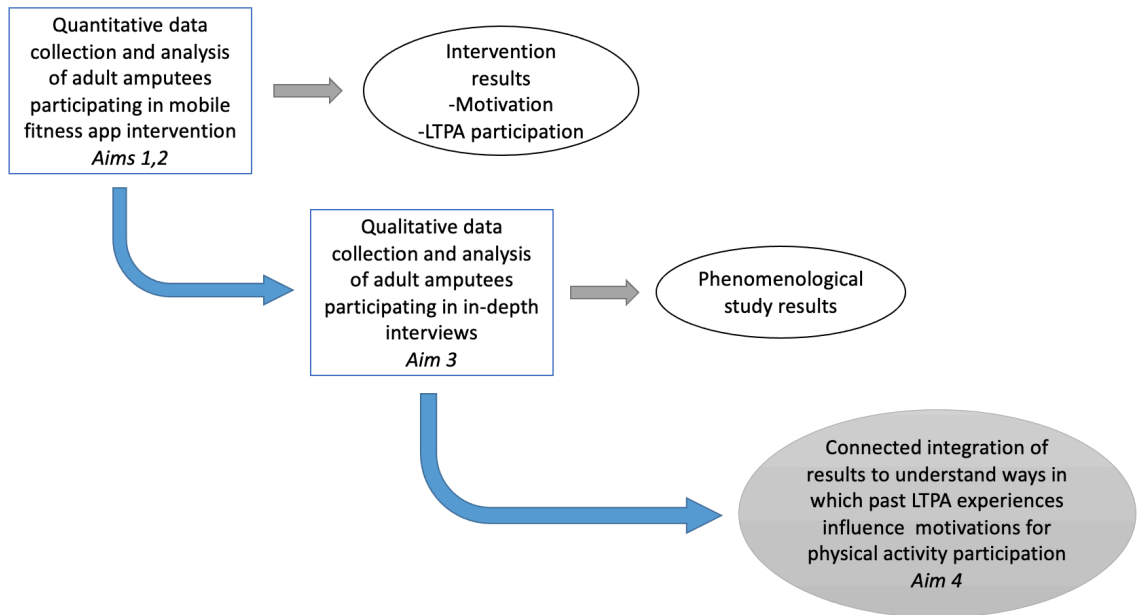 Quantitative data
collection and analysis
of adult amputees
participating in mobile
fitness app intervention
Aims 1,2
Intervention
results
-Motivation
-LTPA participation
Qualitative data
collection and analysis
of adult amputees
participating in in-depth
interviews
Aim 3
Phenomenological
study results
Connected integration of
results to understand ways in
which past LTPA experiences
influence  motivations for
physical activity participation
Aim 4